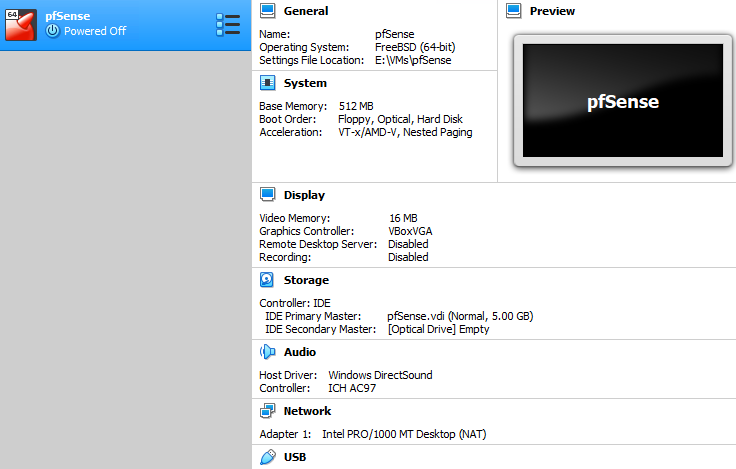 64
pfSense
Powered Off
General
Name: pfSense
Operating System: FreeBSD (64-bit)
Settings File Location: E:\VMs\pfSense
Preview
pfSense
System
Base Memory: 512 MB
Boot Order: Floppy, Optical, Hard Disk
Acceleration: VT-x/AMD-V, Nested Paging
Display
Video Memory: 16 MB
Graphics Controller: VBoxVGA
Remote Desktop Server: Disabled
Recording: Disabled
Storage
Controller: IDE
IDE Primary Master: pfSense.vdi (Normal, 5.00 GB)
IDE Secondary Master: [Optical Drive] Empty
Audio
Host Driver: Windows DirectSound
Controller: ICH AC97
Network
Adapter 1: Intel PRO/1000 MT Desktop (NAT)
USB